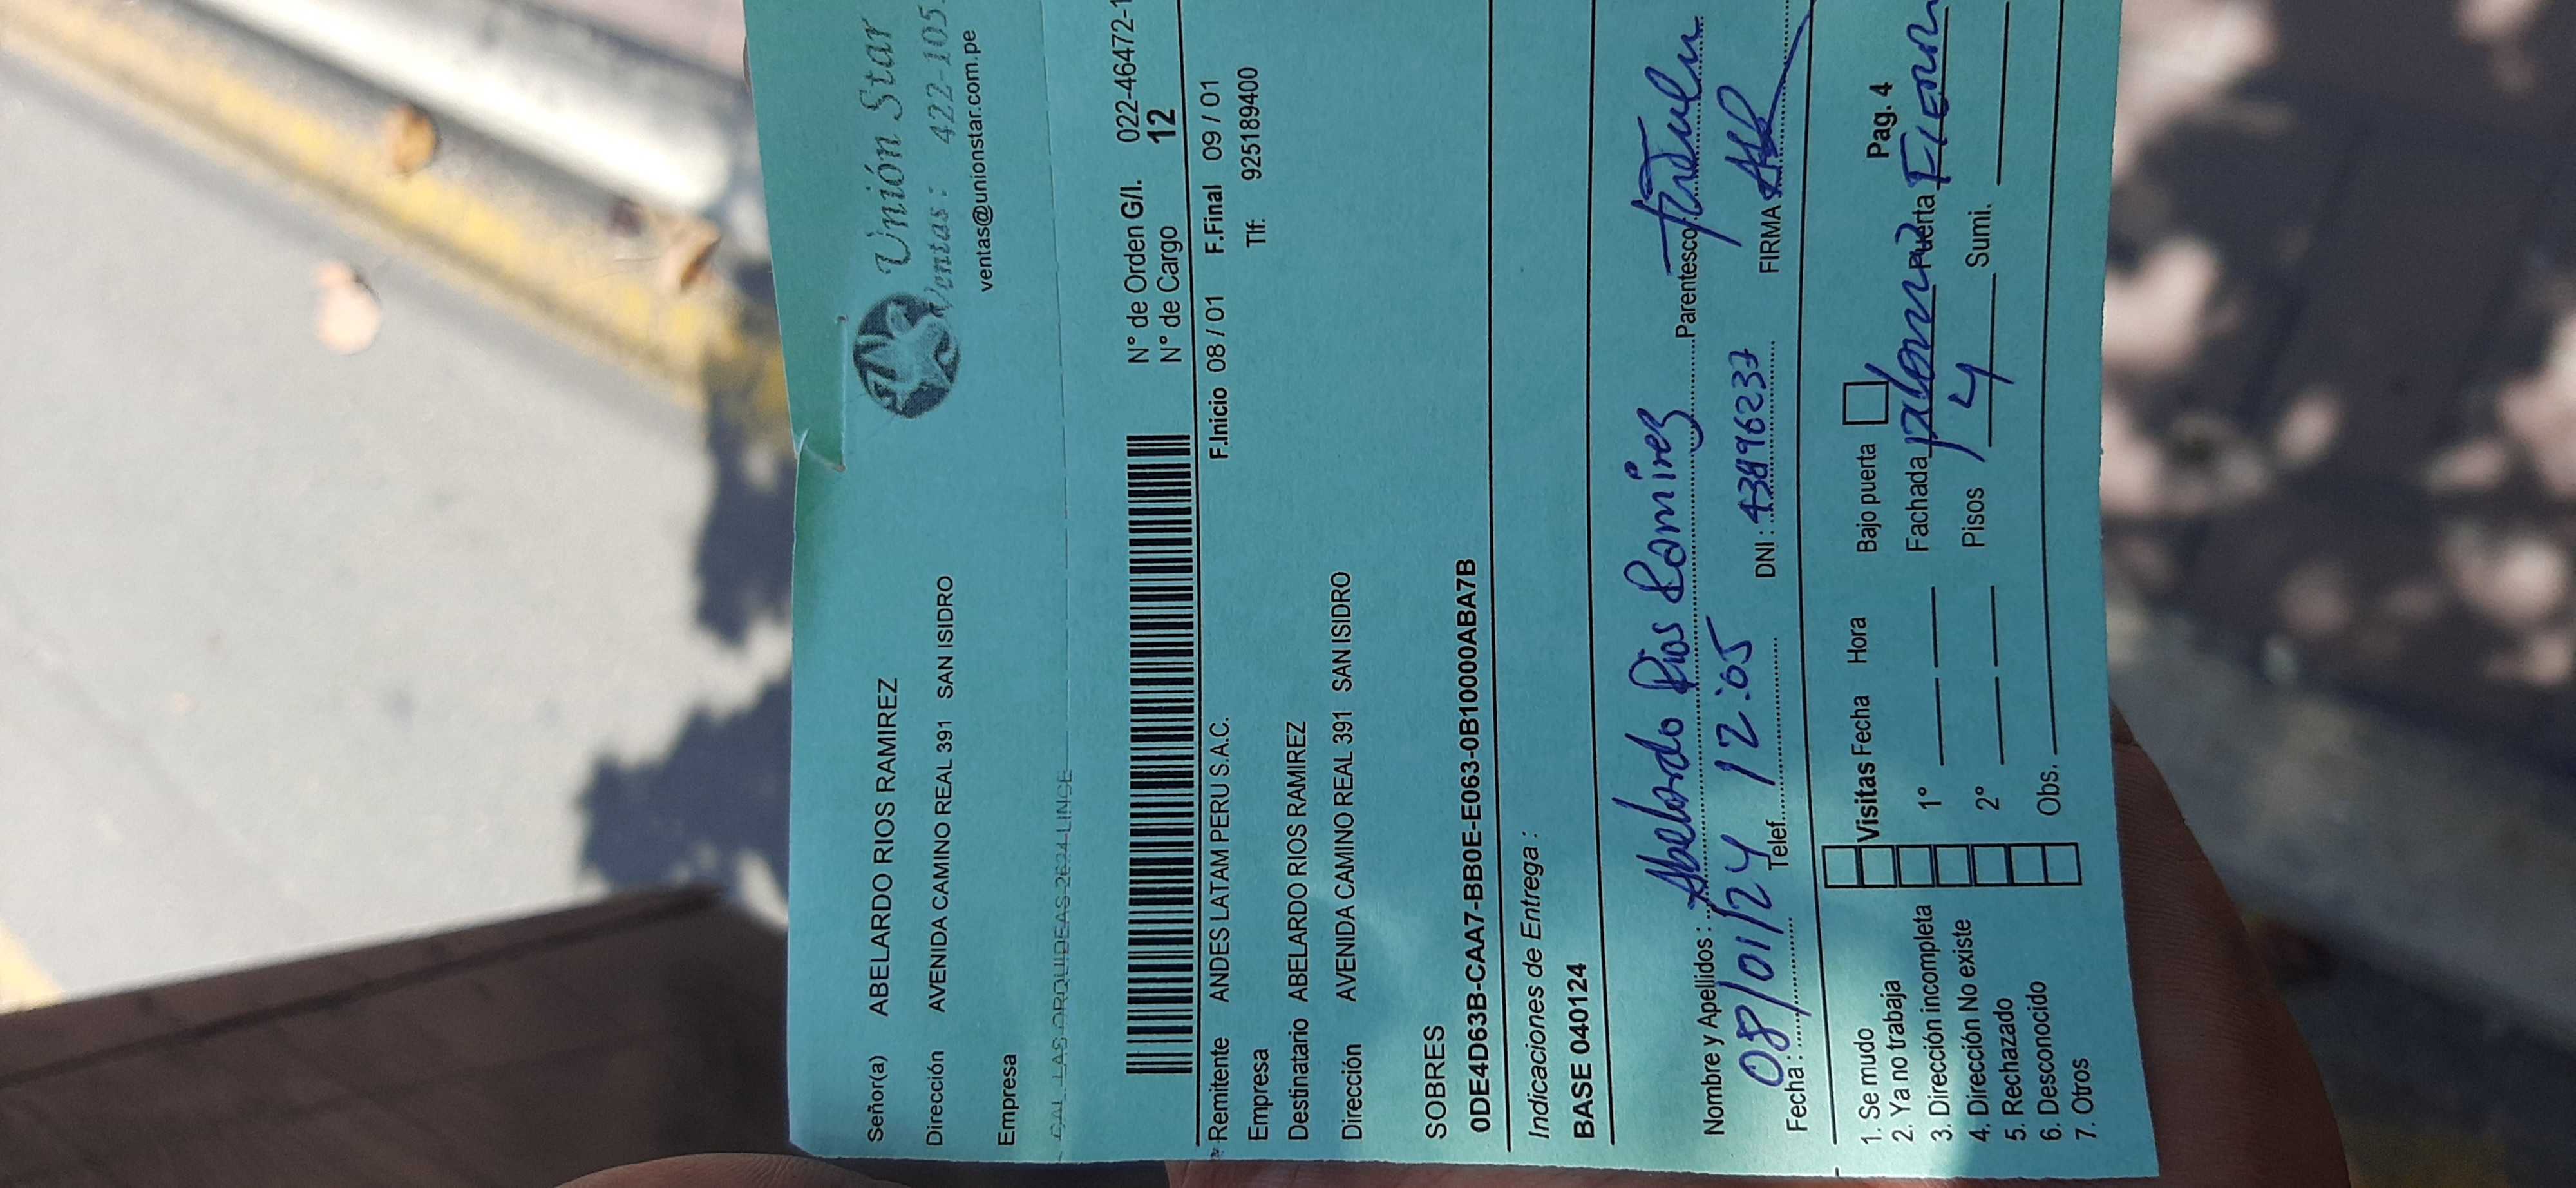 Unión Star
Ventas: 422-105
ventas@unionstar.com.pe
Señor(a) ABELARDO RIOS RAMIREZ
Dirección AVENIDA CAMINO REAL 391 SAN ISIDRO
Empresa
CAL. LAS ORQUIDEAS 2624 LINCE
N° de Orden G/I. 022-46472-1
N° de Cargo 12
Remitente ANDES LATAM PERU S.A.C. F.Inicio 08 / 01 F.Final 09 / 01
Empresa Tlf: 925189400
Destinatario ABELARDO RIOS RAMIREZ
Dirección AVENIDA CAMINO REAL 391 SAN ISIDRO
SOBRES
0DE4D63B-CAA7-BB0E-E063-0B10000ABA7B
Indicaciones de Entrega :
BASE 040124
Nombre y Apellidos : Abelardo Rios Ramirez Parentesco Titular
Fecha : 08/01/24 12:05 Telef. DNI : FIRMA
1. Se mudo Visitas Fecha Hora Bajo puerta Pag. 4
2. Ya no trabaja
3. Dirección incompleta 1° Fachada Puerta
4. Dirección No existe 2° Pisos 4 Sumi.
5. Rechazado
6. Desconocido Obs.
7. Otros